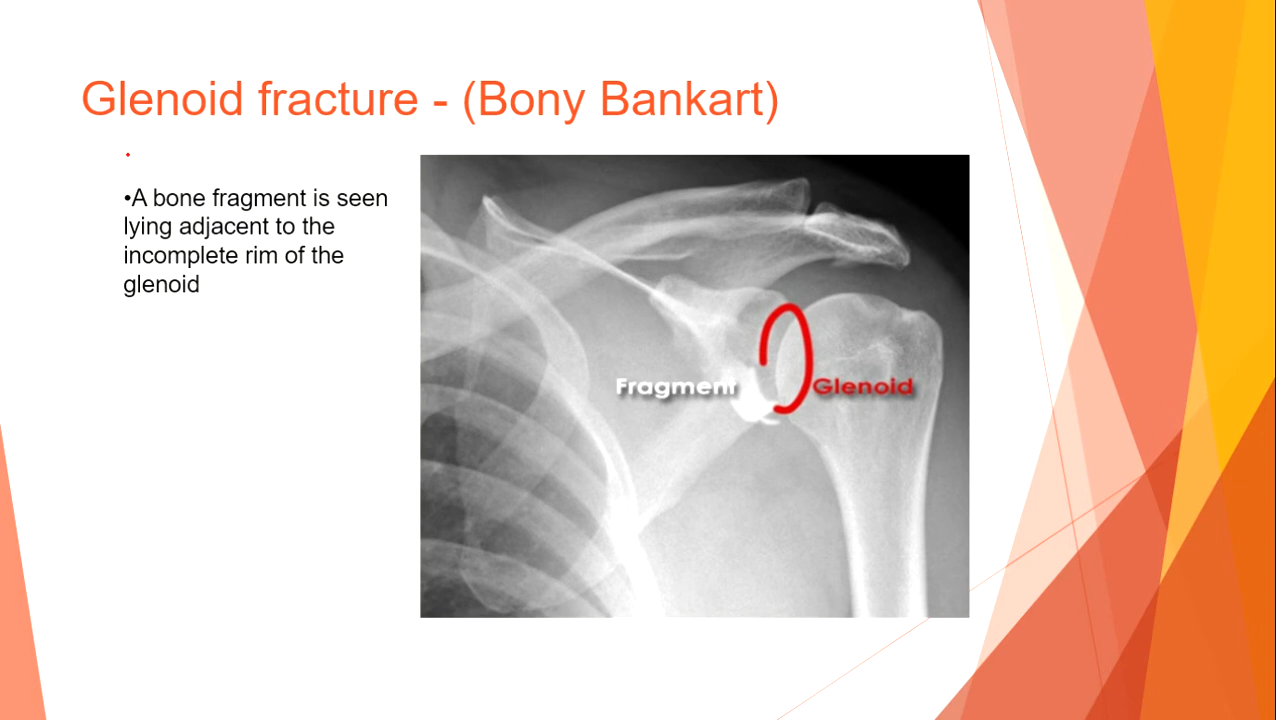 Glenoid fracture - (Bony Bankart)
•
•A bone fragment is seen
lying adjacent to the
incomplete rim of the
glenoid
Fragment
Glenoid